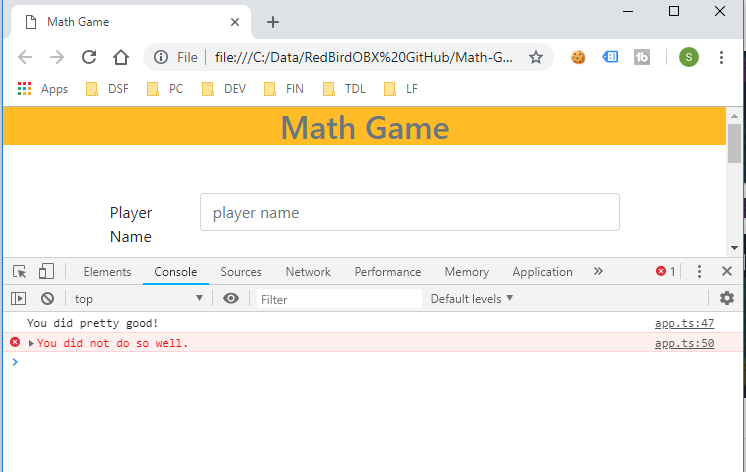 Math Game
File file:///C:/Data/RedBirdOBX%20GitHub/Math-G... S
Apps DSF PC DEV FIN TDL LF
Math Game
Player Name
player name
Elements Console Sources Network Performance Memory Application » 1
top Filter Default levels
You did pretty good! app.ts:47
You did not do so well. app.ts:50